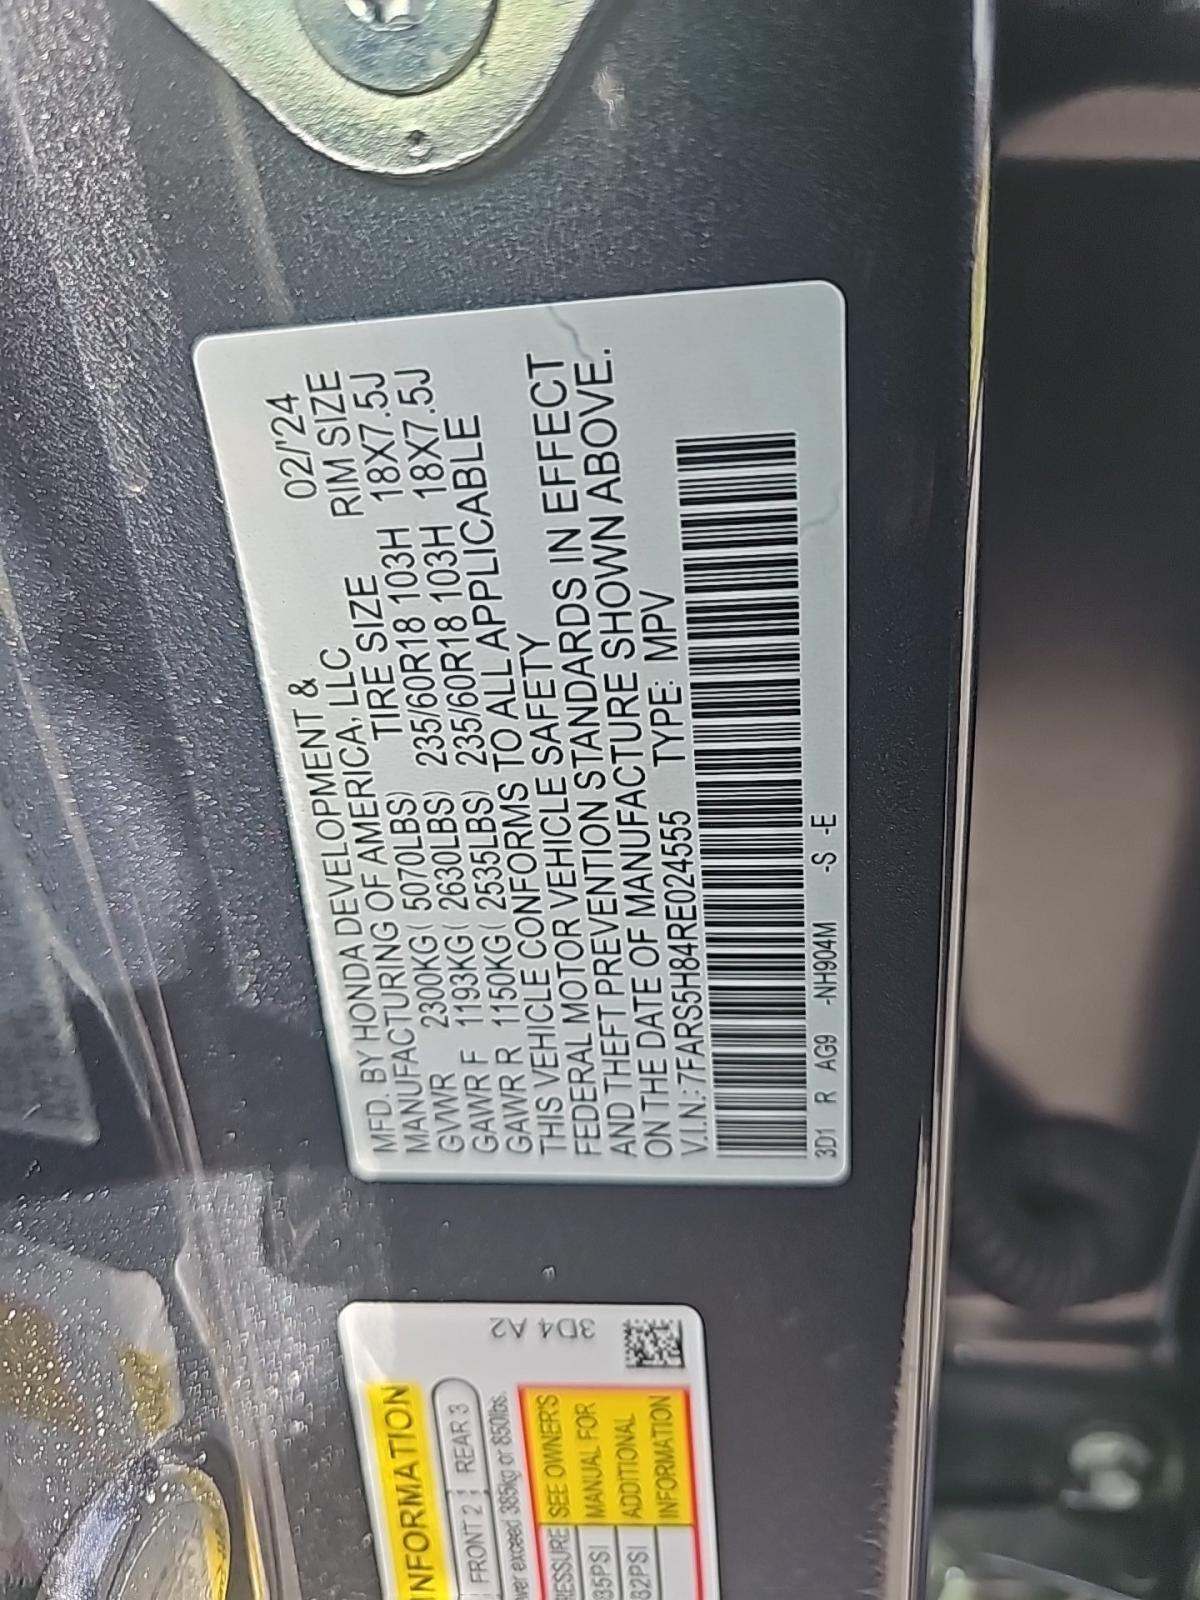 MFD. BY HONDA DEVELOPMENT & 02/'24
MANUFACTURING OF AMERICA, LLC
TIRE SIZE RIM SIZE
GVWR 2300KG( 5070LBS)
GAWR F 1193KG( 2630LBS) 235/60R18 103H 18X7.5J
GAWR R 1150KG( 2535LBS) 235/60R18 103H 18X7.5J
THIS VEHICLE CONFORMS TO ALL APPLICABLE
FEDERAL MOTOR VEHICLE SAFETY
AND THEFT PREVENTION STANDARDS IN EFFECT
ON THE DATE OF MANUFACTURE SHOWN ABOVE.
V.I.N.: 7FARS5H84RE024555 TYPE: MPV
3D1 R AG9 -NH904M -S -E
INFORMATION
FRONT 2 REAR 3
exceed 385kg or 850lbs.
SEE OWNER'S
MANUAL FOR
ADDITIONAL
INFORMATION
35PSI
32PSI
3D4 A2